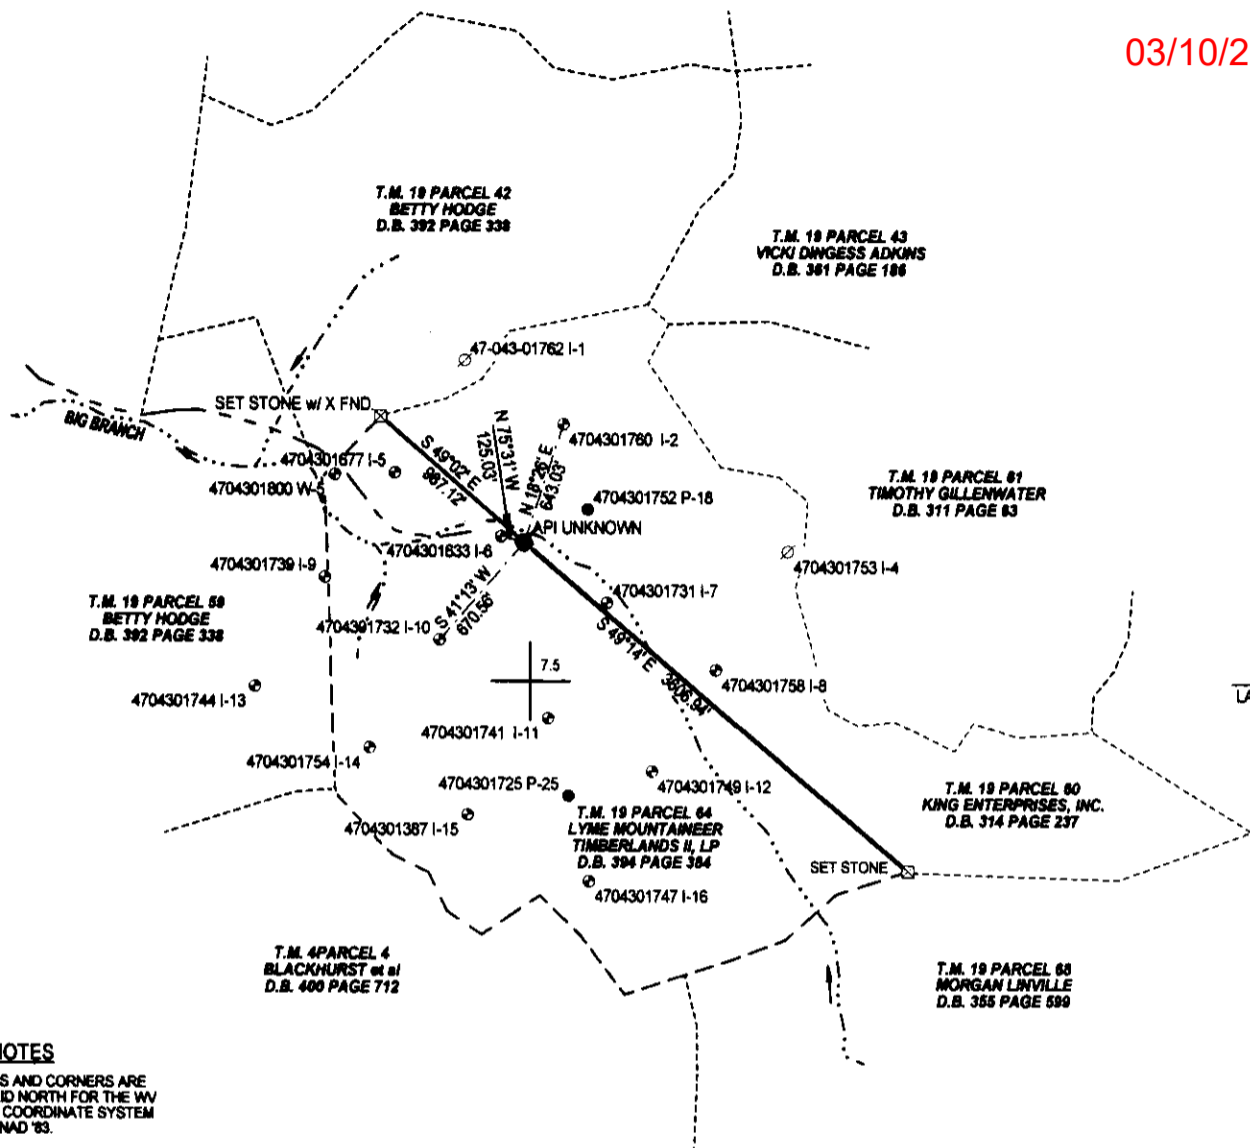 03/10/2
T.M. 19 PARCEL 42
BETTY HODGE
D.B. 392 PAGE 338
T.M. 19 PARCEL 43
VICKI DINGESS ADKINS
D.B. 361 PAGE 186
47-043-01762 I-1
SET STONE w/ X FND
BIG BRANCH
N 75°31' W
125.03'
S 49°02' E
987.12'
N 18°26' E
643.03'
4704301760 I-2
4704301677 I-5
4704301800 W-5
4704301752 P-18
T.M. 19 PARCEL 61
TIMOTHY GILLENWATER
D.B. 311 PAGE 63
API UNKNOWN
4704301633 I-6
4704301753 I-4
4704301739 I-9
S 41°13' W
670.56'
4704301731 I-7
T.M. 19 PARCEL 59
BETTY HODGE
D.B. 392 PAGE 338
4704301732 I-10
S 49°14' E
3606.94'
7.5
4704301758 I-8
4704301744 I-13
LA
4704301741 I-11
4704301754 I-14
4704301725 P-25
4704301749 I-12
4704301387 I-15
T.M. 19 PARCEL 64
LYME MOUNTAINEER
TIMBERLANDS II, LP
D.B. 394 PAGE 384
T.M. 19 PARCEL 60
KING ENTERPRISES, INC.
D.B. 314 PAGE 237
SET STONE
4704301747 I-16
T.M. 4PARCEL 4
BLACKHURST et al
D.B. 400 PAGE 712
T.M. 19 PARCEL 68
MORGAN LINVILLE
D.B. 355 PAGE 599
NOTES
S AND CORNERS ARE
ID NORTH FOR THE WV
COORDINATE SYSTEM
NAD '83.